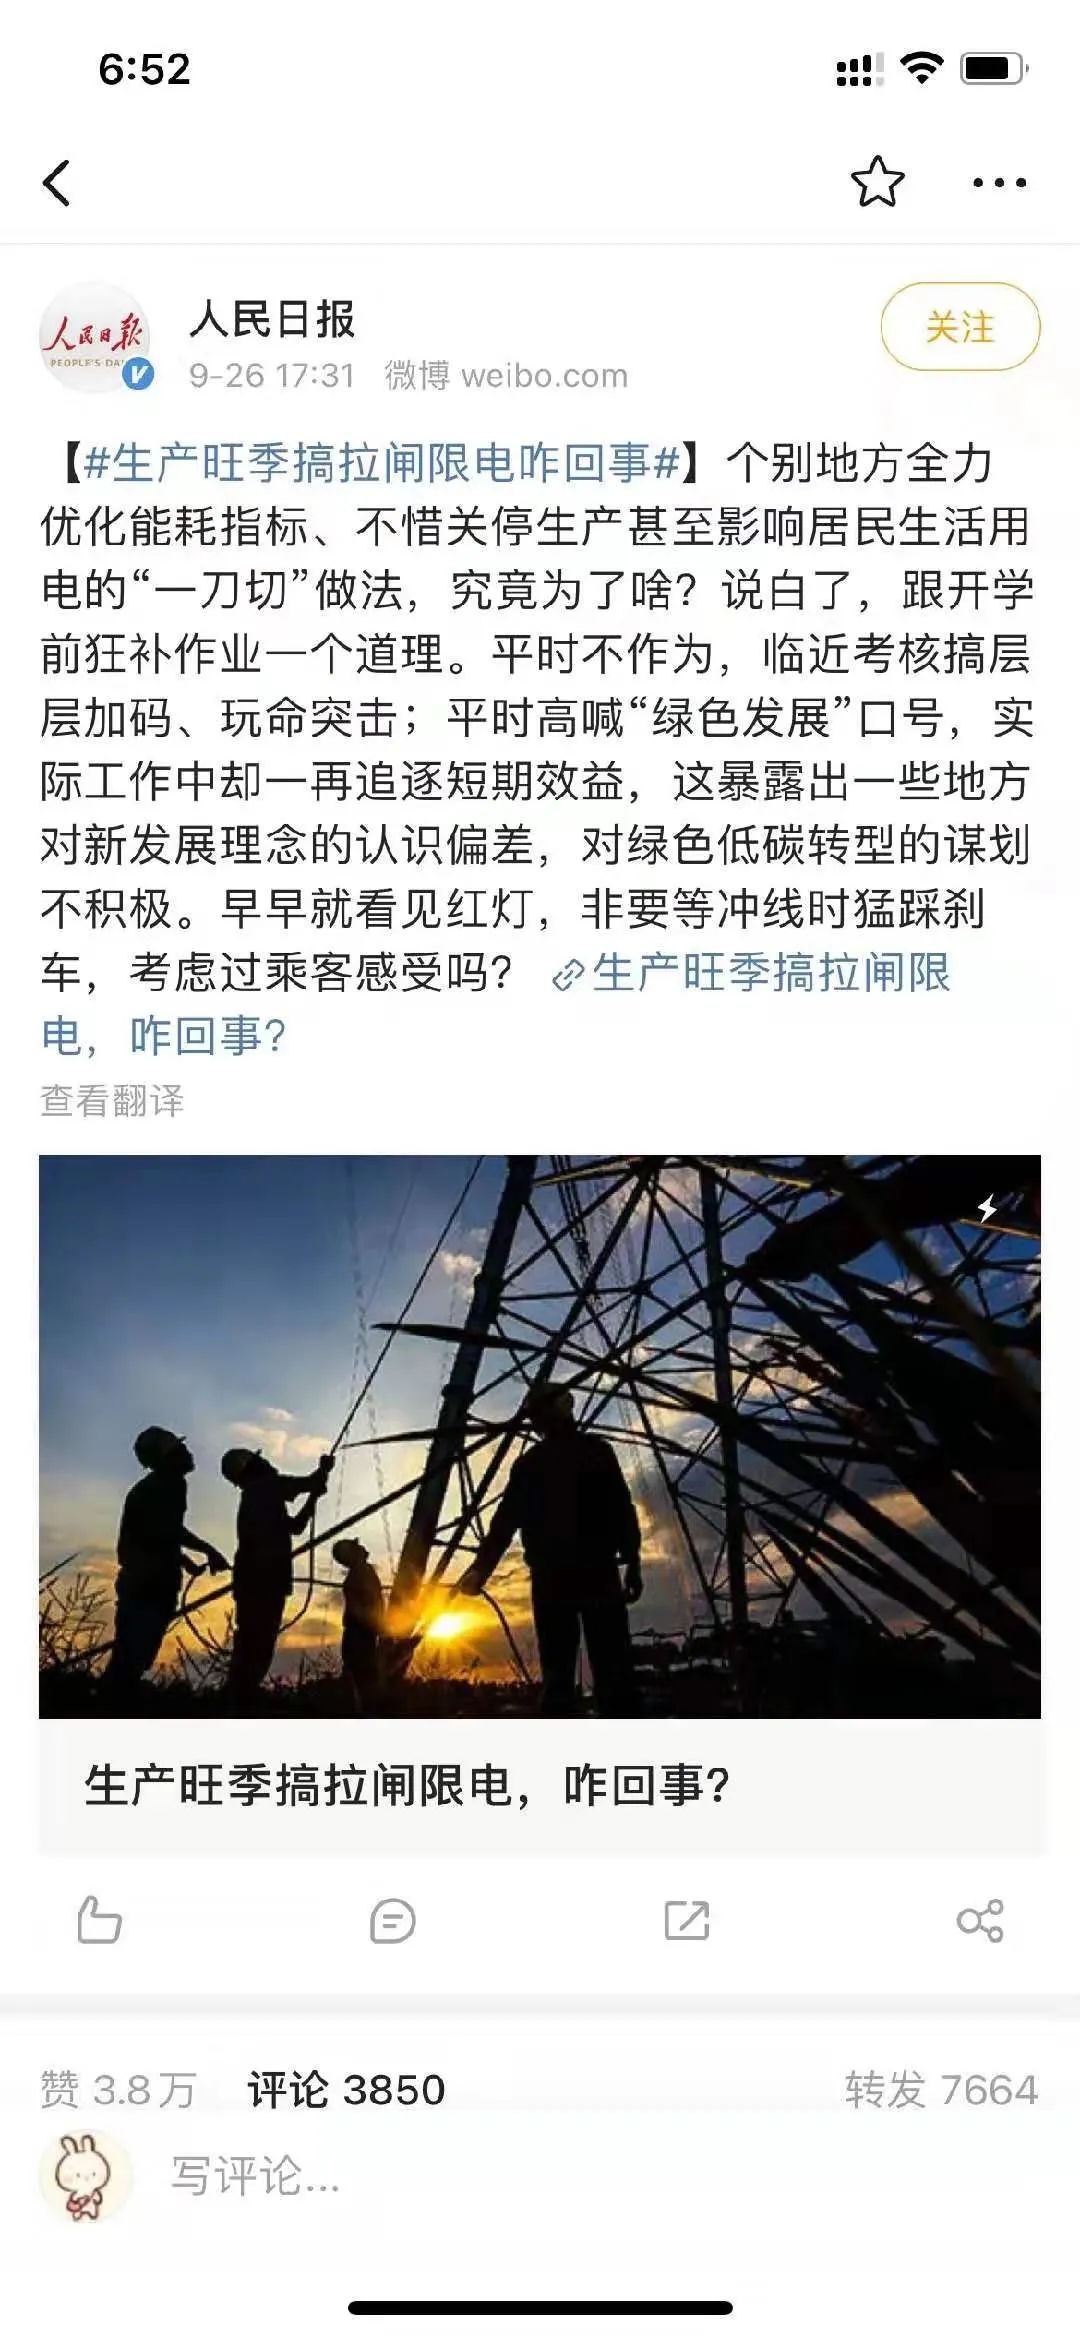 6:52
人民日报
PEOPLE'S DA
人民日报
关注
9-26 17:31 微博 weibo.com
【#生产旺季搞拉闸限电咋回事#】个别地方全力
优化能耗指标、不惜关停生产甚至影响居民生活用
电的“一刀切”做法，究竟为了啥？说白了，跟开学
前狂补作业一个道理。平时不作为，临近考核搞层
层加码、玩命突击；平时高喊“绿色发展”口号，实
际工作中却一再追逐短期效益，这暴露出一些地方
对新发展理念的认识偏差，对绿色低碳转型的谋划
不积极。早早就看见红灯，非要等冲线时猛踩刹
车，考虑过乘客感受吗？ 生产旺季搞拉闸限
电，咋回事？
查看翻译
生产旺季搞拉闸限电，咋回事？
赞 3.8万 评论 3850 转发 7664
写评论...